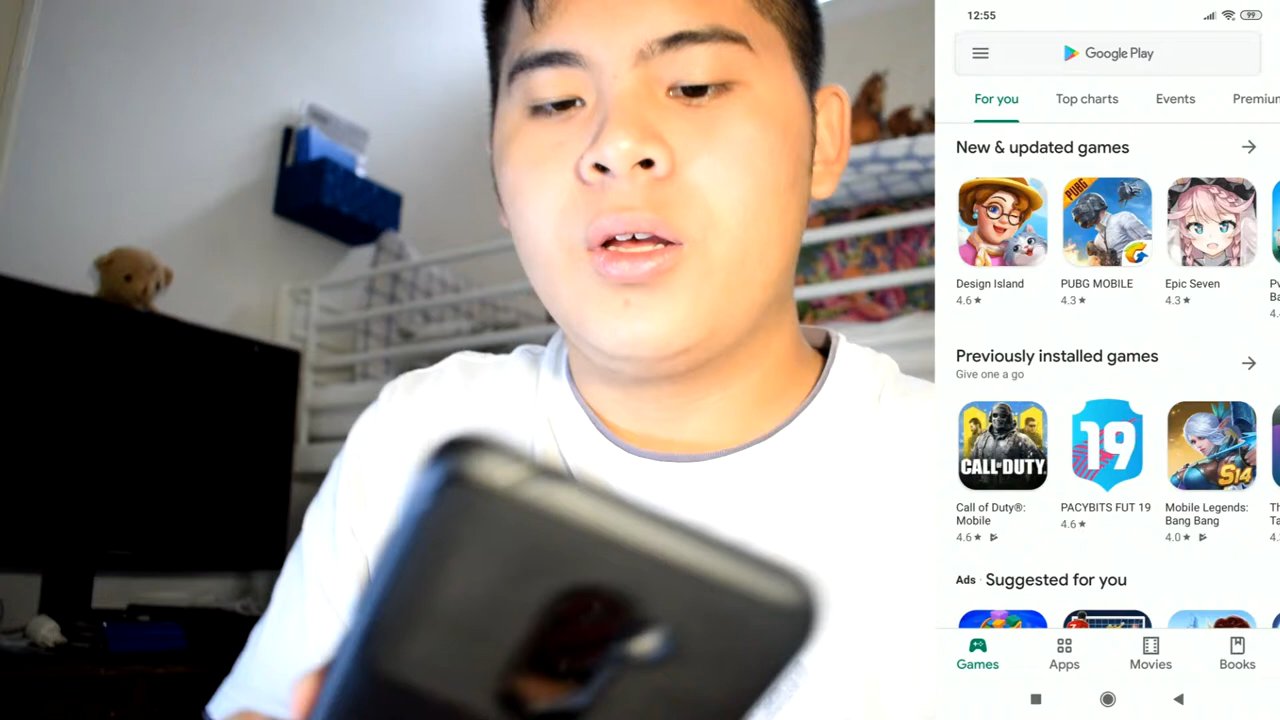 12:55
99
Google Play
For you Top charts Events Premium
New & updated games
PUBG
Design Island PUBG MOBILE Epic Seven
4.6★ 4.3★ 4.3★
Previously installed games
Give one a go
CALL OF DUTY
19
S14
Call of Duty®: Mobile
PACYBITS FUT 19
Mobile Legends: Bang Bang
4.6★ 4.6★ 4.0★
Ads · Suggested for you
Games Apps Movies Books